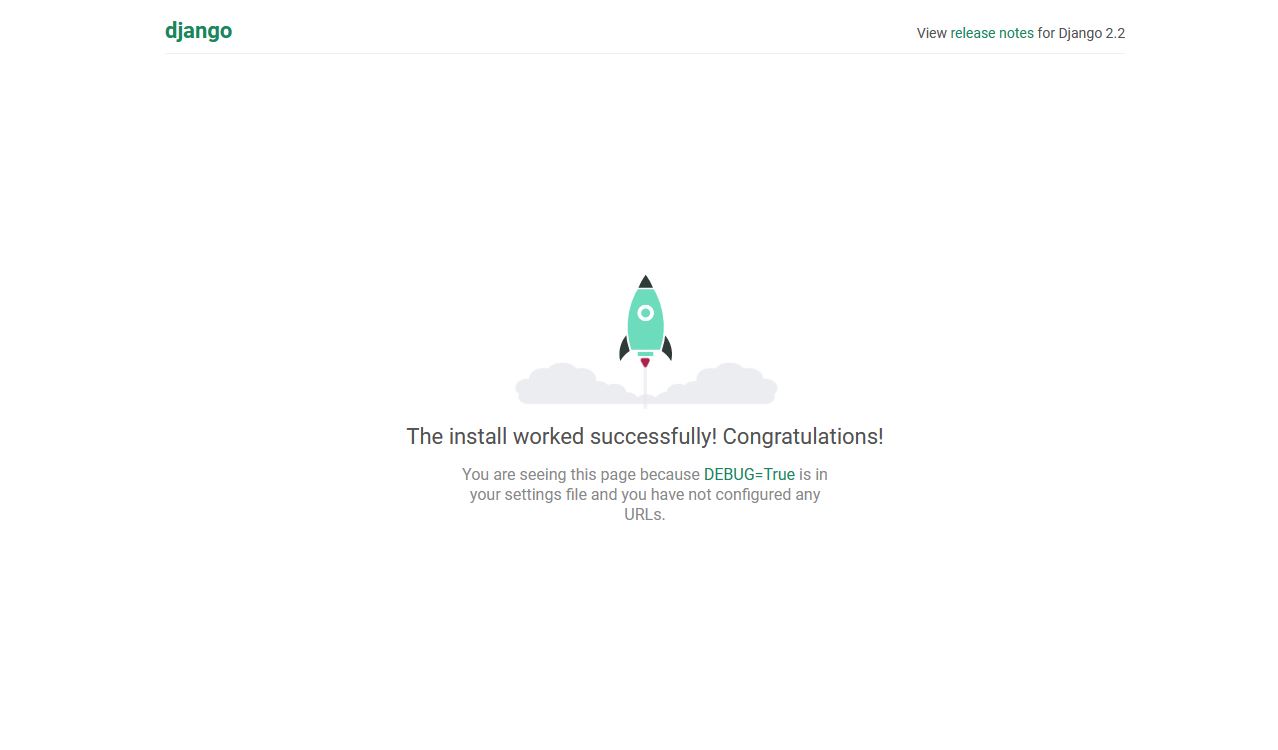 django
View release notes for Django 2.2
The install worked successfully! Congratulations!
You are seeing this page because DEBUG=True is in
your settings file and you have not configured any
URLs.